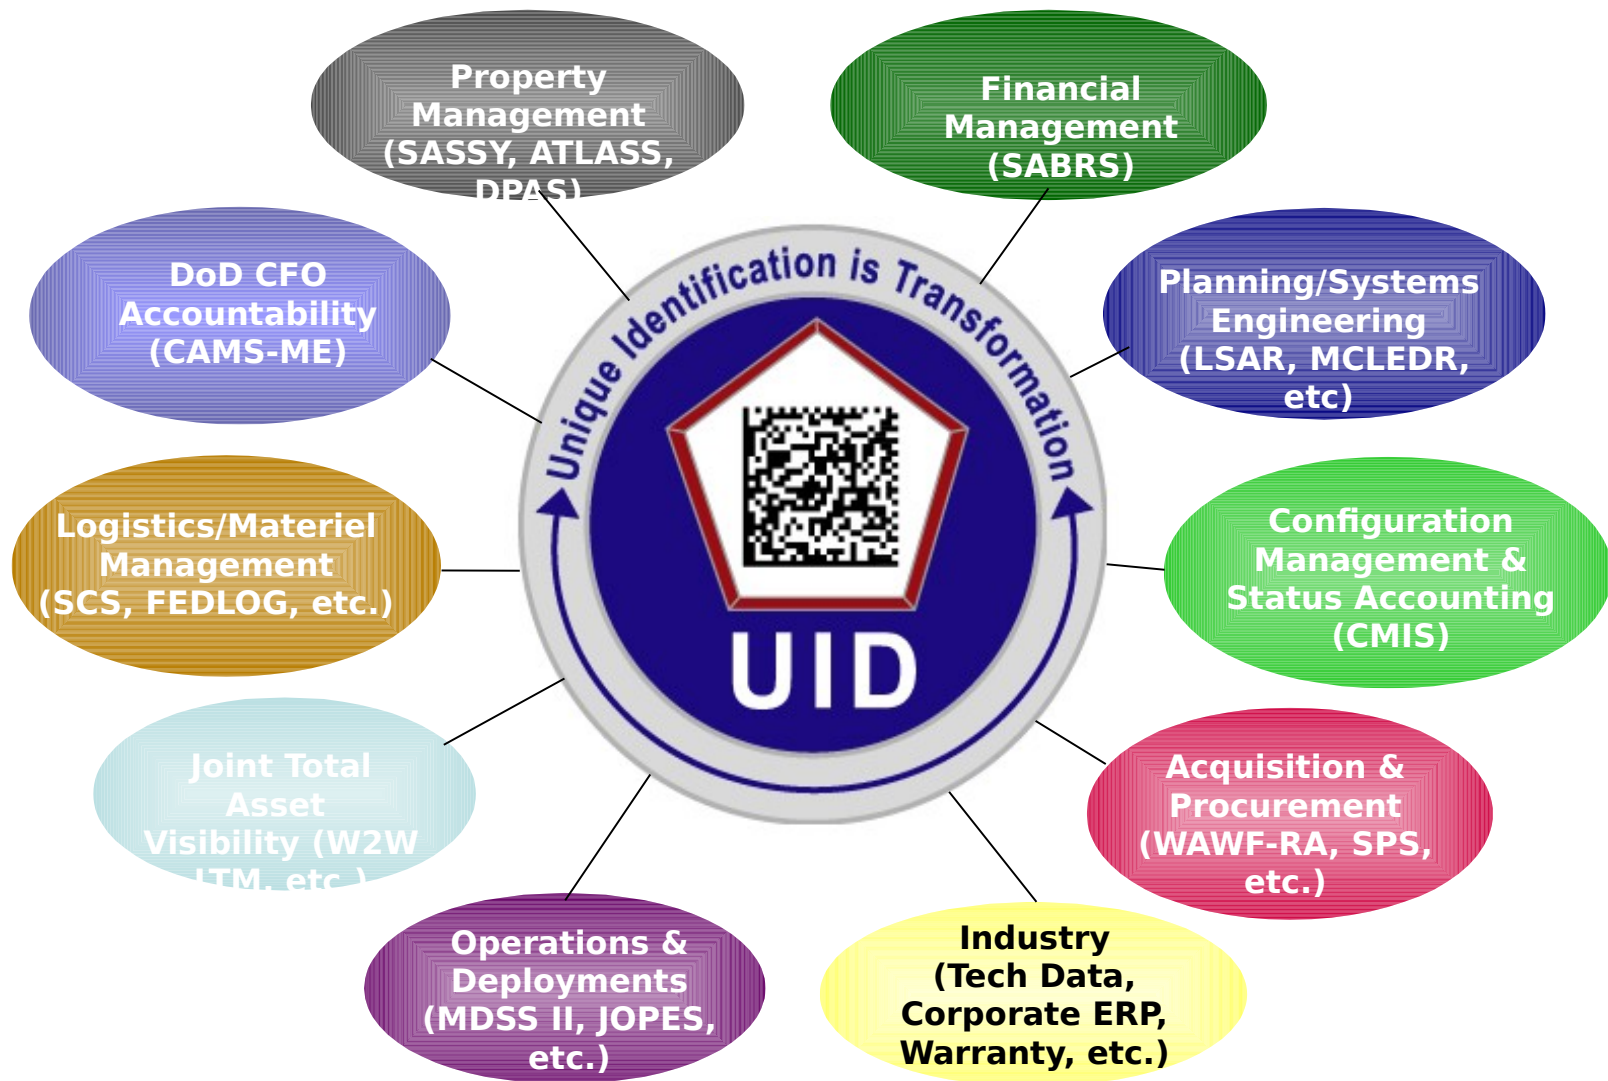 Property
Management
(SASSY, ATLASS,
DPAS)
Financial
Management
(SABRS)
DoD CFO
Accountability
(CAMS-ME)
Unique Identification is Transformation
Planning/Systems
Engineering
(LSAR, MCLEDR,
etc)
Logistics/Materiel
Management
(SCS, FEDLOG, etc.)
UID
Configuration
Management &
Status Accounting
(CMIS)
Joint Total
Asset
Visibility (W2W
LTM, etc.)
Acquisition &
Procurement
(WAWF-RA, SPS,
etc.)
Operations &
Deployments
(MDSS II, JOPES,
etc.)
Industry
(Tech Data,
Corporate ERP,
Warranty, etc.)